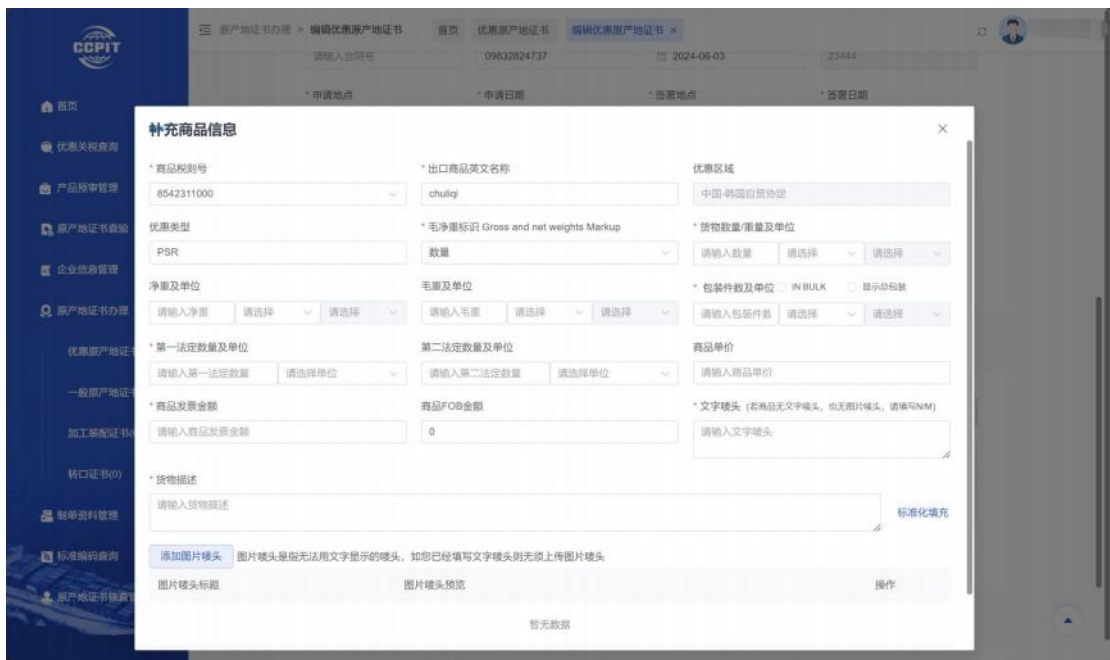 CCPIT
原产地证书办理 > 编辑优惠原产地证书 首页 优惠原产地证书 编辑优惠原产地证书 ×
请输入合同号 09832824737 2024-06-03 23444
* 申请地点 * 申请日期 * 签署地点 * 签署日期
首页
优惠关税查询
产品预审管理
原产地证书查验
企业信息管理
原产地证书办理
优惠原产地证
一般原产地证
加工装配证书(
转口证书(0)
制单资料管理
标准编码查询
原产地证书核查
补充商品信息 ×
* 商品税则号 * 出口商品英文名称 优惠区域
8542311000 chuliqi 中国-韩国自贸协定
优惠类型 * 毛净重标识 Gross and net weights Markup * 货物数量/重量及单位
PSR 数量 请输入数量 请选择 请选择
净重及单位 毛重及单位 * 包装件数及单位 IN BULK 显示总包装
请输入净重 请选择 请选择 请输入毛重 请选择 请选择 请输入包装件数 请选择 请选择
* 第一法定数量及单位 第二法定数量及单位 商品单价
请输入第一法定数量 请选择单位 请输入第二法定数量 请选择单位 请输入商品单价
* 商品发票金额 商品FOB金额 * 文字唛头 (若商品无文字唛头，也无图片唛头，请填写N/M)
请输入商品发票金额 0 请输入文字唛头
* 货物描述
请输入货物描述
标准化填充
添加图片唛头 图片唛头是指无法用文字显示的唛头，如您已经填写文字唛头则无须上传图片唛头
图片唛头标题 图片唛头预览 操作
暂无数据